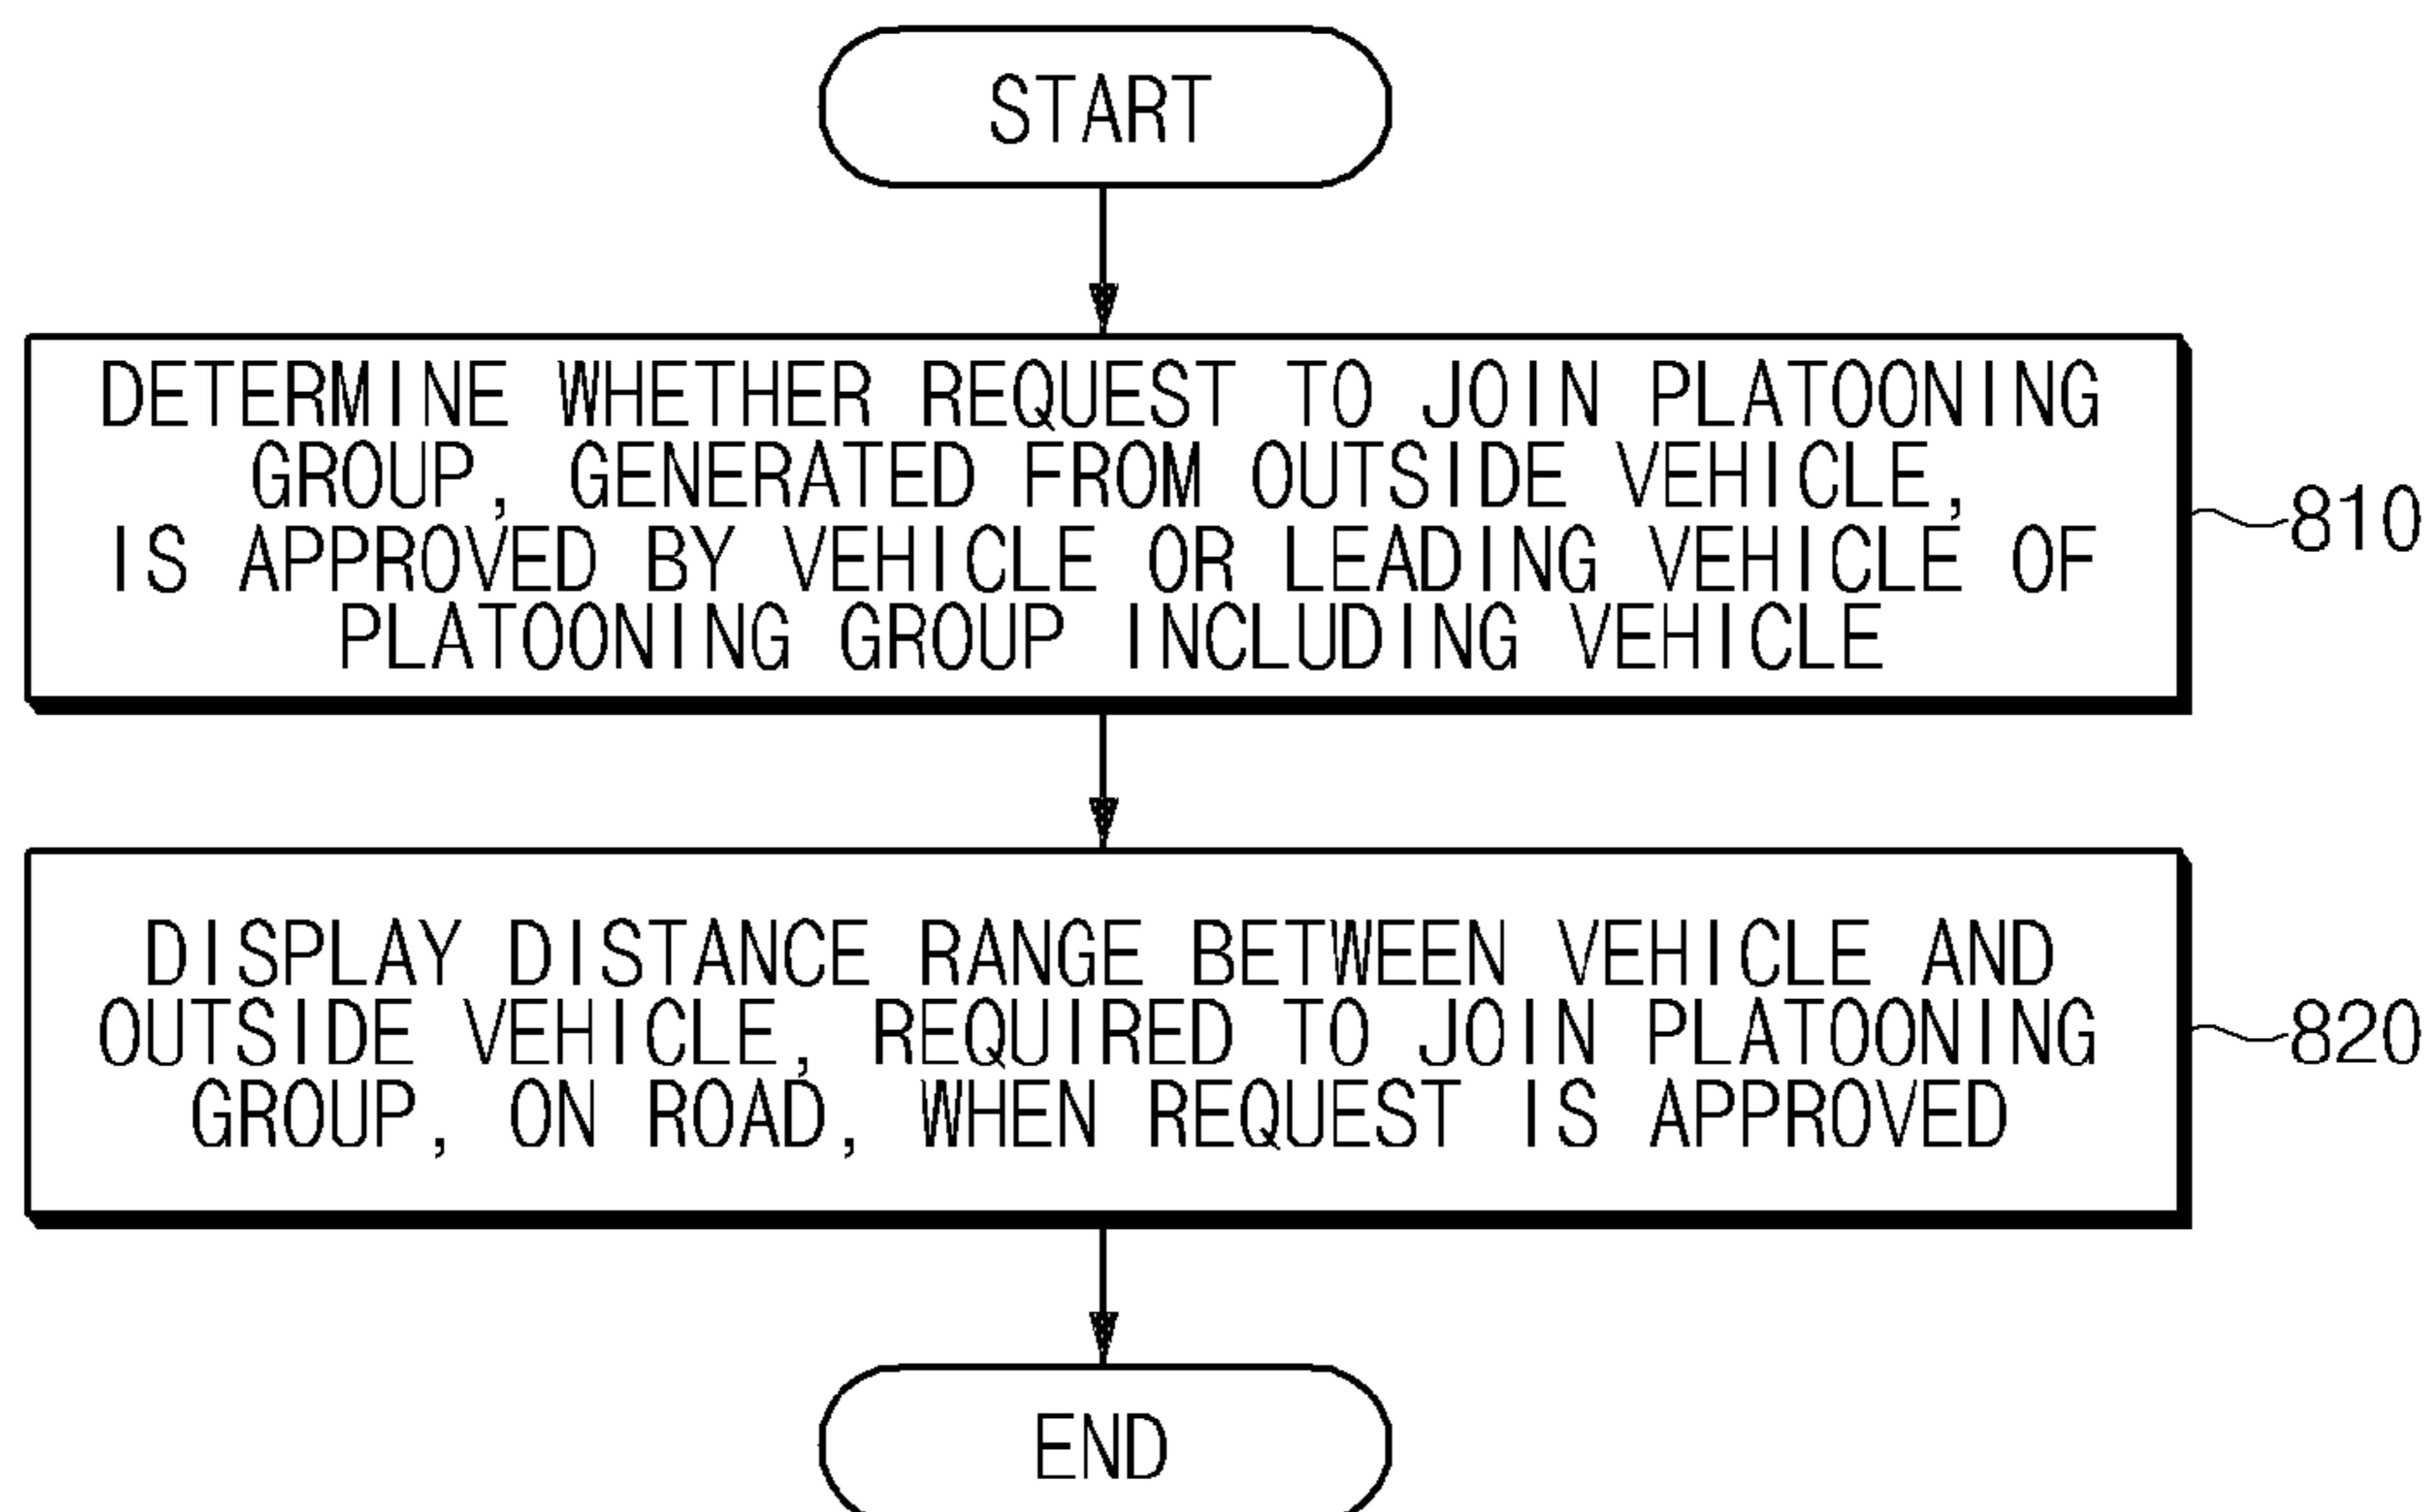 START
DETERMINE WHETHER REQUEST TO JOIN PLATOONING
GROUP, GENERATED FROM OUTSIDE VEHICLE,
IS APPROVED BY VEHICLE OR LEADING VEHICLE OF
PLATOONING GROUP INCLUDING VEHICLE
810
DISPLAY DISTANCE RANGE BETWEEN VEHICLE AND
OUTSIDE VEHICLE, REQUIRED TO JOIN PLATOONING
GROUP, ON ROAD, WHEN REQUEST IS APPROVED
820
END